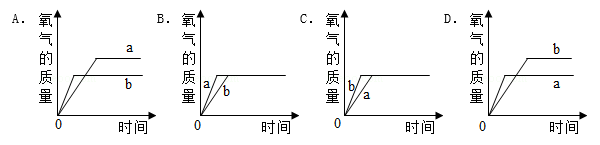 A. 氧气的质量 a b 0 时间
B. 氧气的质量 a b 0 时间
C. 氧气的质量 b a 0 时间
D. 氧气的质量 b a 0 时间